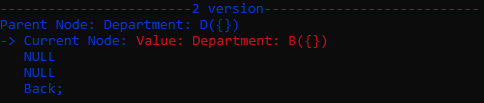 -----------------------2 version-----------------------
Parent Node: Department: D({})
-> Current Node: Value: Department: B({})
NULL
NULL
Back;